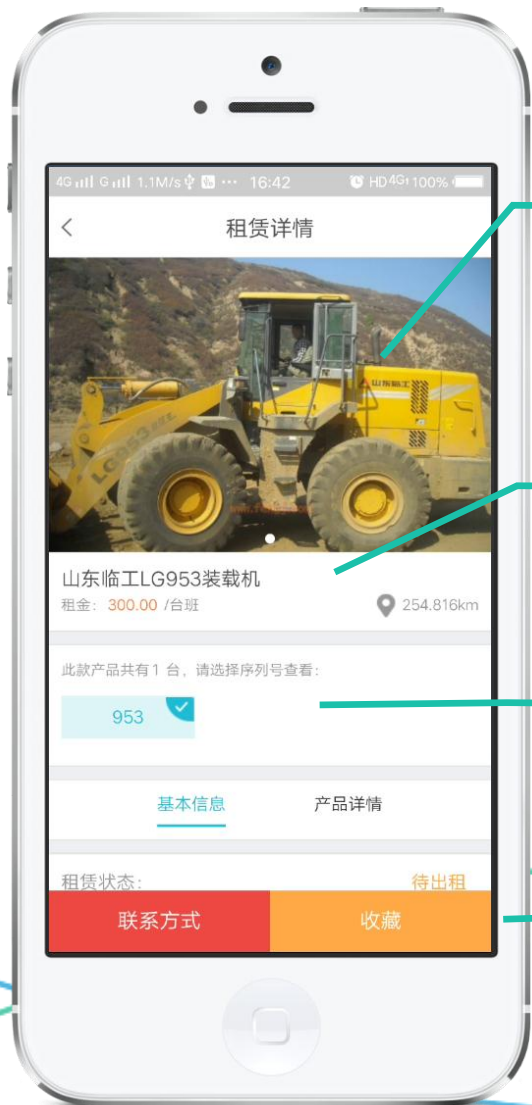 4G G 1.1M/s ··· 16:42 HD 4G+ 100%
< 租赁详情
山东临工
LG953
山东临工LG953装载机
租金: 300.00 /台班 254.816km
此款产品共有1 台, 请选择序列号查看:
953
基本信息 产品详情
租赁状态: 待出租
联系方式 收藏